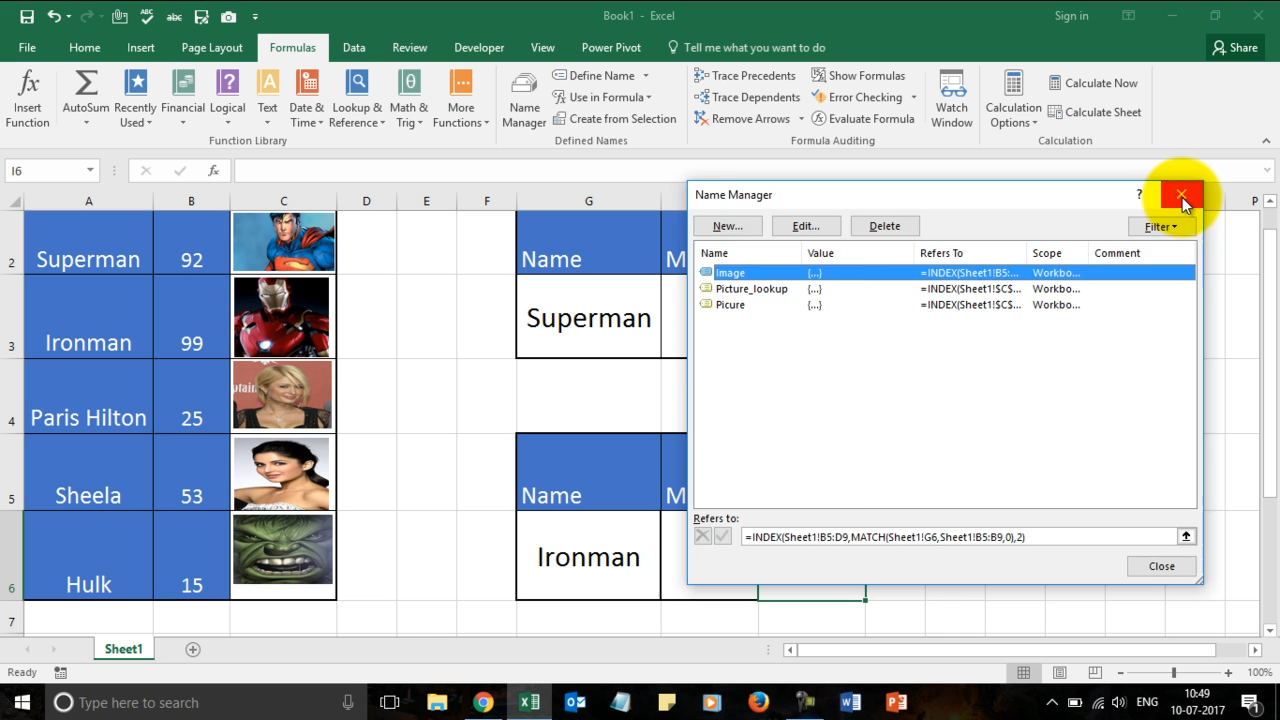 Book1 - Excel
Sign in
File Home Insert Page Layout Formulas Data Review Developer View Power Pivot Tell me what you want to do Share
Insert Function
AutoSum
Recently Used
Financial
Logical
Text
Date & Time
Lookup & Reference
Math & Trig
More Functions
Function Library
Name Manager
Define Name
Use in Formula
Create from Selection
Defined Names
Trace Precedents
Trace Dependents
Remove Arrows
Show Formulas
Error Checking
Evaluate Formula
Formula Auditing
Watch Window
Calculation Options
Calculate Now
Calculate Sheet
Calculation
I6
fx
A B C D E F G P
2 Superman 92
3 Ironman 99
4 Paris Hilton 25
5 Sheela 53
6 Hulk 15
7
Name M
Superman
Name M
Ironman
Name Manager
?
New... Edit... Delete Filter
Name Value Refers To Scope Comment
Image {...} =INDEX(Sheet1!B5:... Workbo...
Picture_lookup {...} =INDEX(Sheet1!$C$... Workbo...
Picure {...} =INDEX(Sheet1!$C$... Workbo...
Refers to:
=INDEX(Sheet1!B5:D9,MATCH(Sheet1!G6,Sheet1!B5:B9,0),2)
Close
Sheet1
Ready
100%
Type here to search
ENG
10:49
10-07-2017